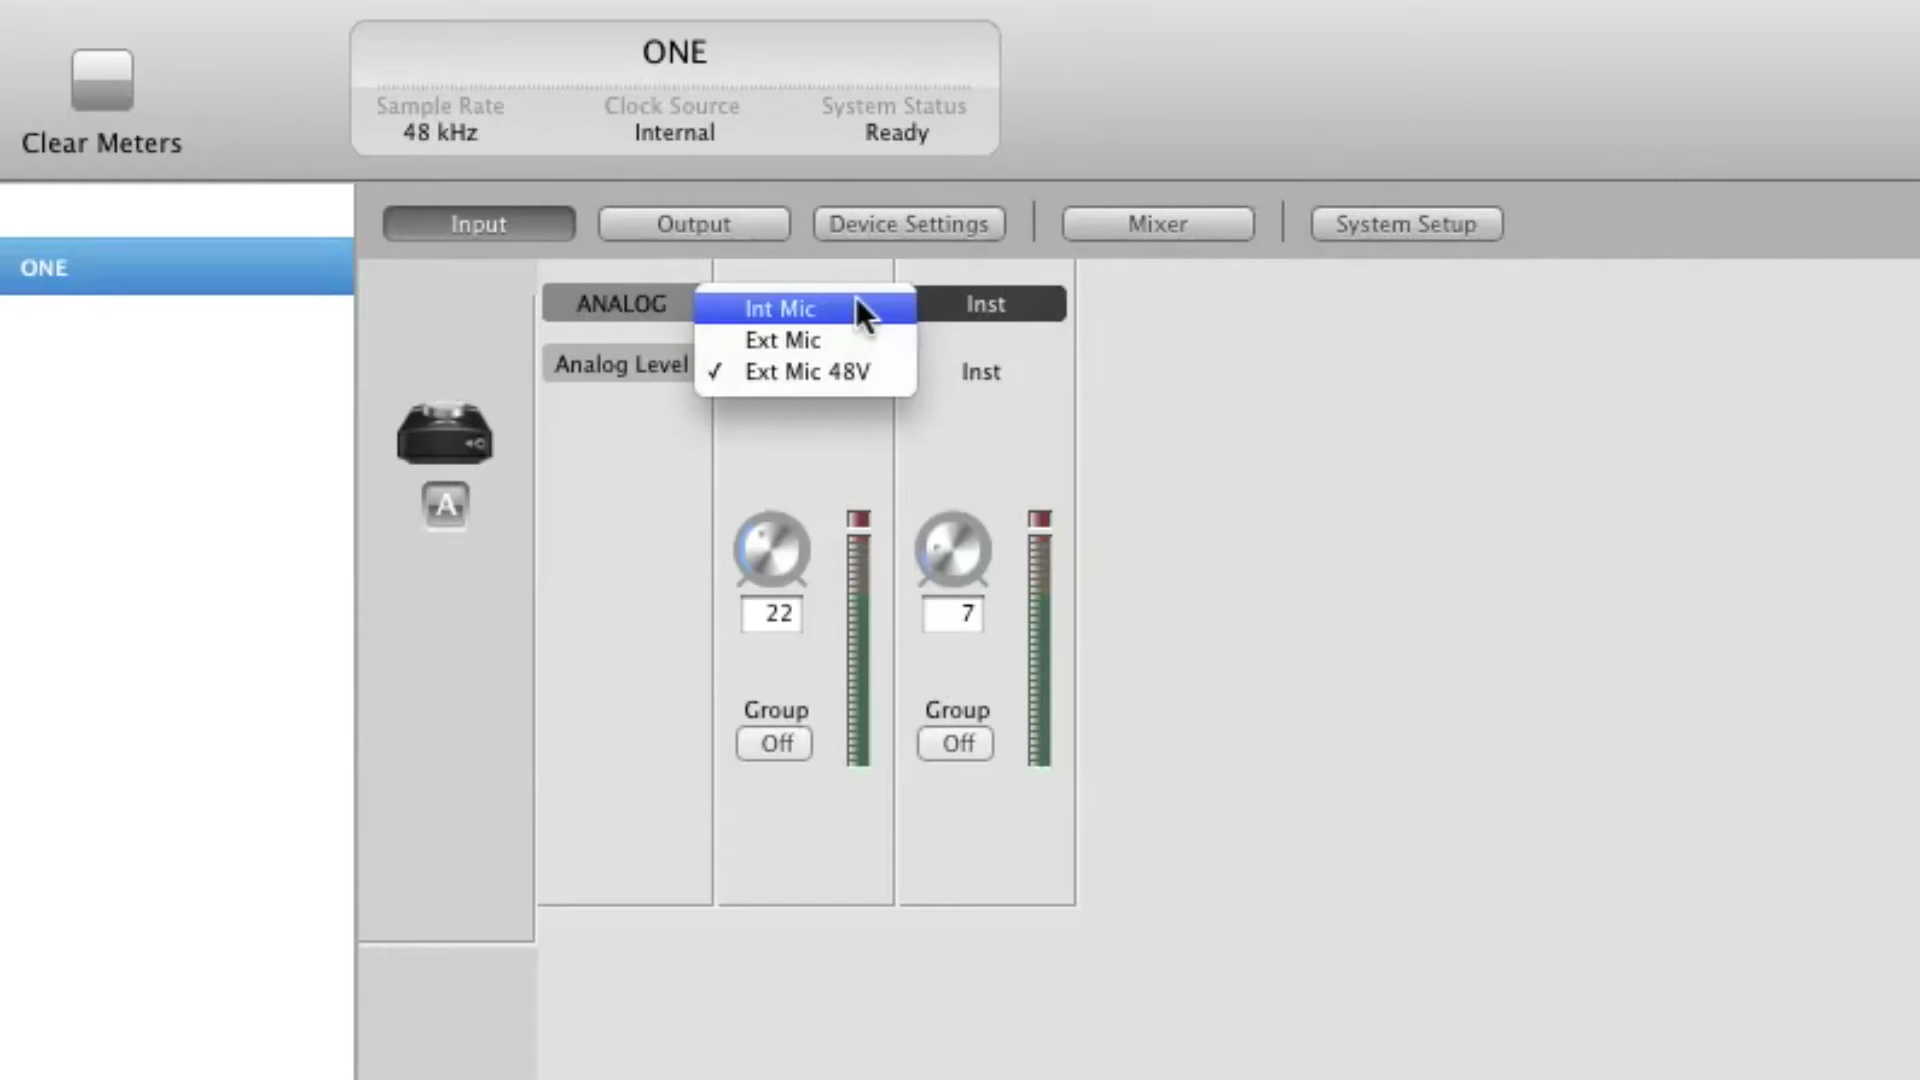 ONE
Sample Rate
Clock Source
System Status
48 kHz
Internal
Ready
Clear Meters
Input
Output
Device Settings
Mixer
System Setup
ONE
ANALOG
Int Mic
Inst
Ext Mic
Analog Level
✓ Ext Mic 48V
Inst
A
22
7
Group
Group
Off
Off